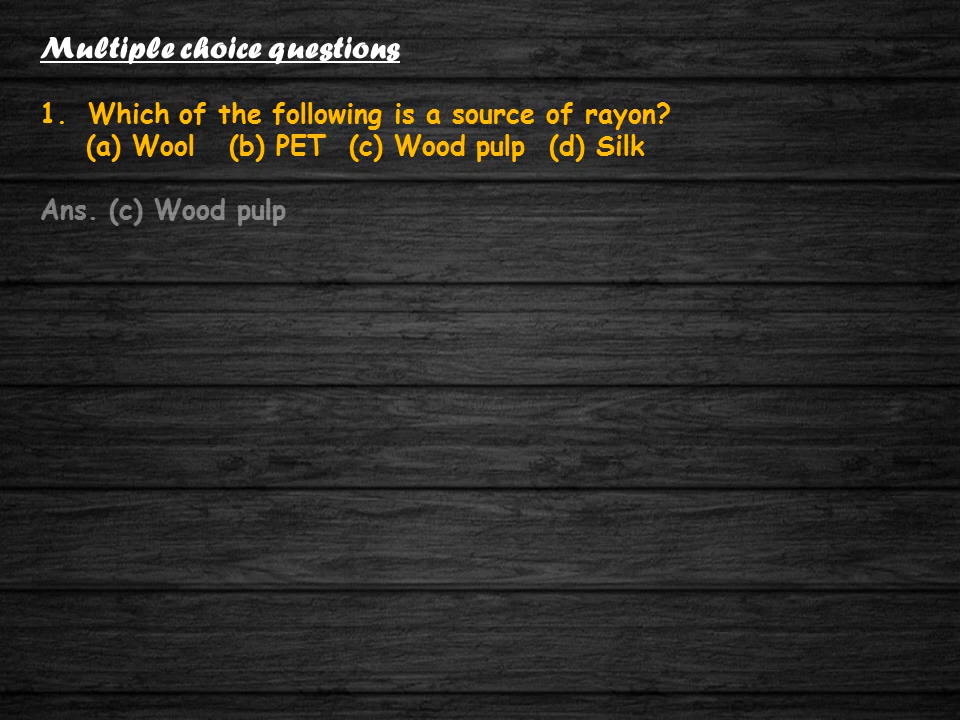 Multiple choice questions
1. Which of the following is a source of rayon?
(a) Wool (b) PET (c) Wood pulp (d) Silk
Ans. (c) Wood pulp